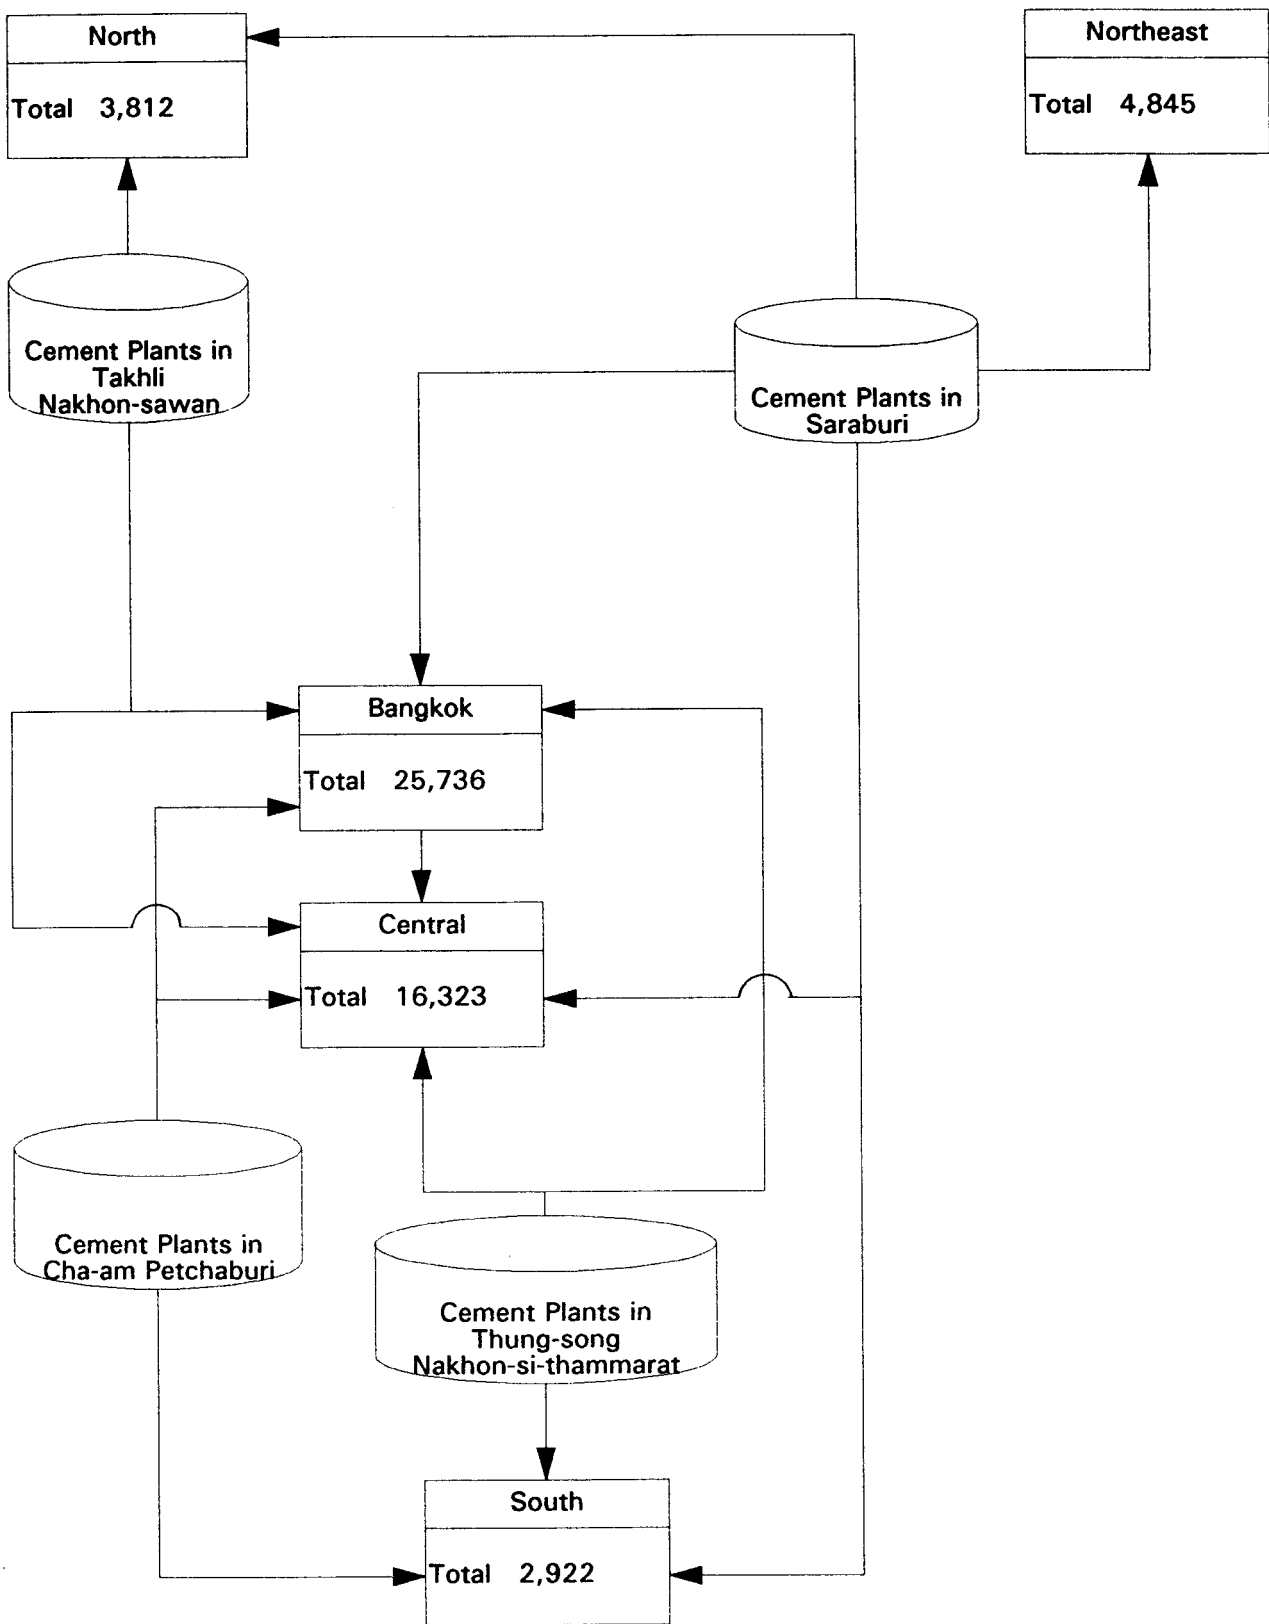 North
Total 3,812
Northeast
Total 4,845
Cement Plants in
Takhli
Nakhon-sawan
Cement Plants in
Saraburi
Bangkok
Total 25,736
Central
Total 16,323
Cement Plants in
Cha-am Petchaburi
Cement Plants in
Thung-song
Nakhon-si-thammarat
South
Total 2,922